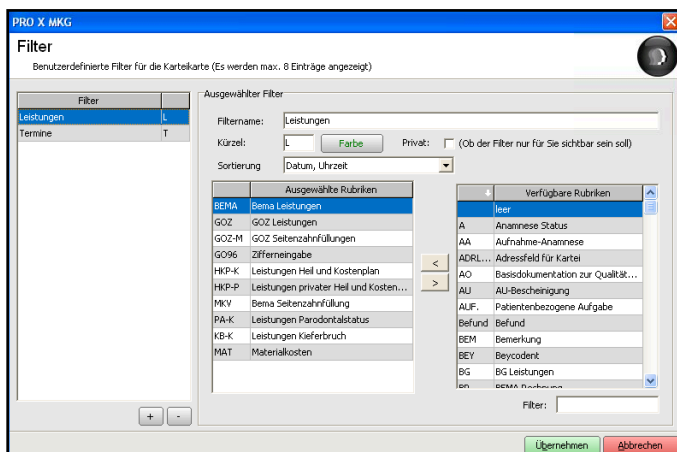 PRO X MKG
Filter
Benutzerdefinierte Filter für die Karteikarte (Es werden max. 8 Einträge angezeigt)
Filter
Leistungen L
Termine T
Ausgewählter Filter
Filtername: Leistungen
Kürzel: L Farbe Privat: (Ob der Filter nur für Sie sichtbar sein soll)
Sortierung Datum, Uhrzeit
Ausgewählte Rubriken
BEMA Bema Leistungen
GOZ GOZ Leistungen
GOZ-M GOZ Seitenzahnfüllungen
GO96 Zifferneingabe
HKP-K Leistungen Heil und Kostenplan
HKP-P Leistungen privater Heil und Kosten...
MKV Bema Seitenzahnfüllung
PA-K Leistungen Parodontalstatus
KB-K Leistungen Kieferbruch
MAT Materialkosten
<
>
Verfügbare Rubriken
leer
A Anamnese Status
AA Aufnahme-Anamnese
ADRL... Adressfeld für Kartei
AO Basisdokumentation zur Qualität...
AU AU-Bescheinigung
AUF. Patientenbezogene Aufgabe
Befund Befund
BEM Bemerkung
BEY Beycodent
BG BG Leistungen
BEMA Rechnung
Filter:
+ -
Übernehmen Abbrechen